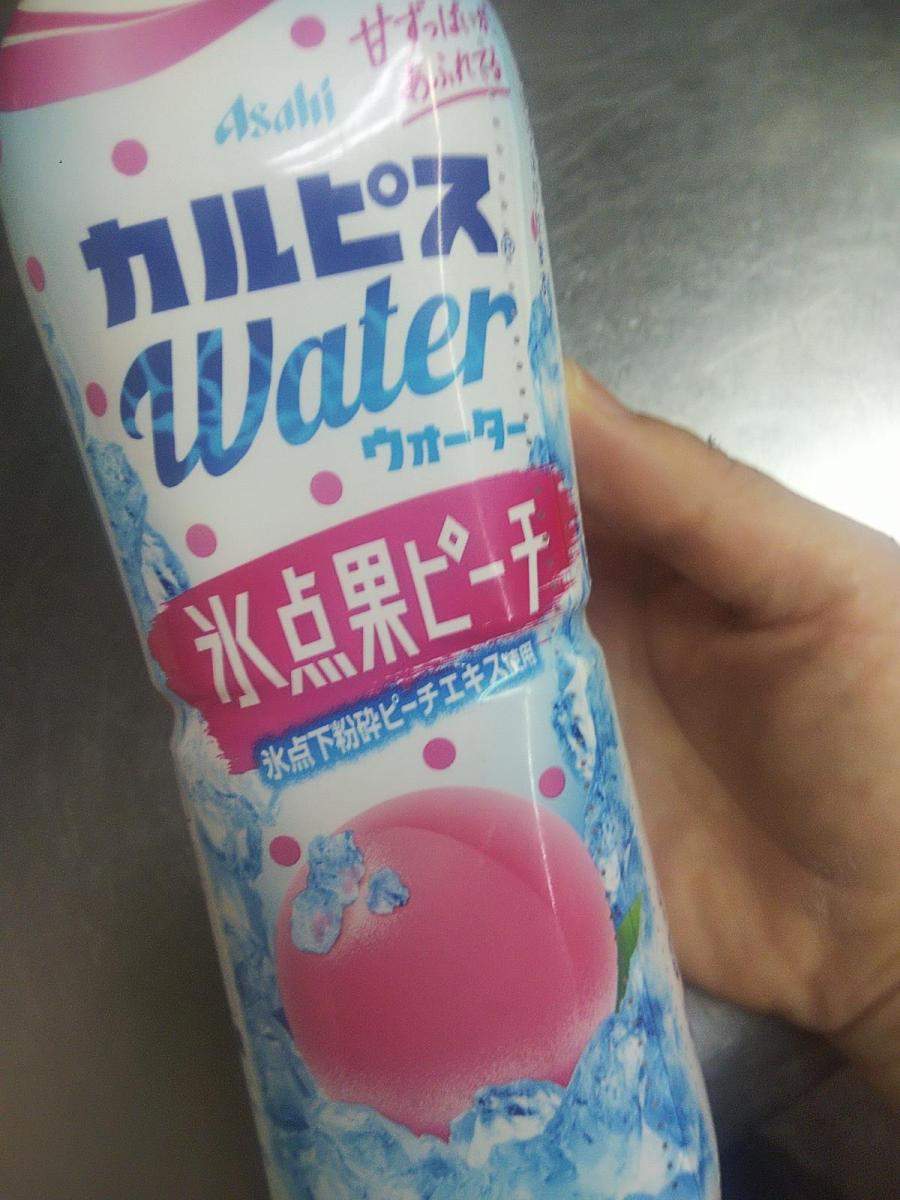 甘ずっぱいが
あふれてる
Asahi
カルピス®
Water
ウォーター
氷点果ピーチ
氷点下粉砕ピーチエキス使用